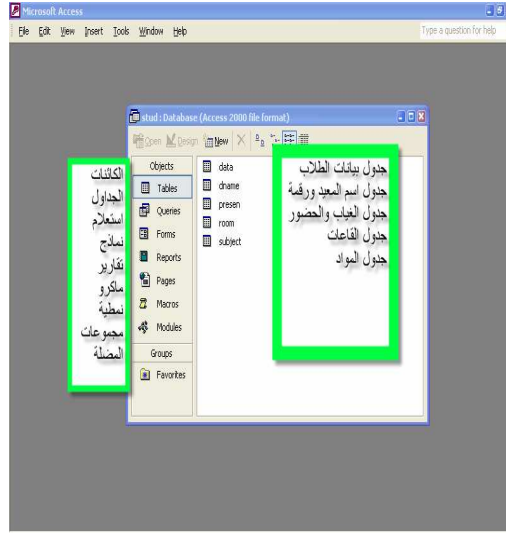 Microsoft Access
File Edit View Insert Tools Window Help Type a question for help
stud : Database (Access 2000 file format)
Open Design New
Objects
Tables
Queries
Forms
Reports
Pages
Macros
Modules
Groups
Favorites
data
dname
presen
room
subject
جدول بيانات الطلاب
جدول اسم المعيد ورقمة
جدول الغياب والحضور
جدول القاعات
جدول المواد
الكائنات
الجداول
استعلام
نماذج
تقارير
ماكرو
نمطية
مجموعات
المضلة